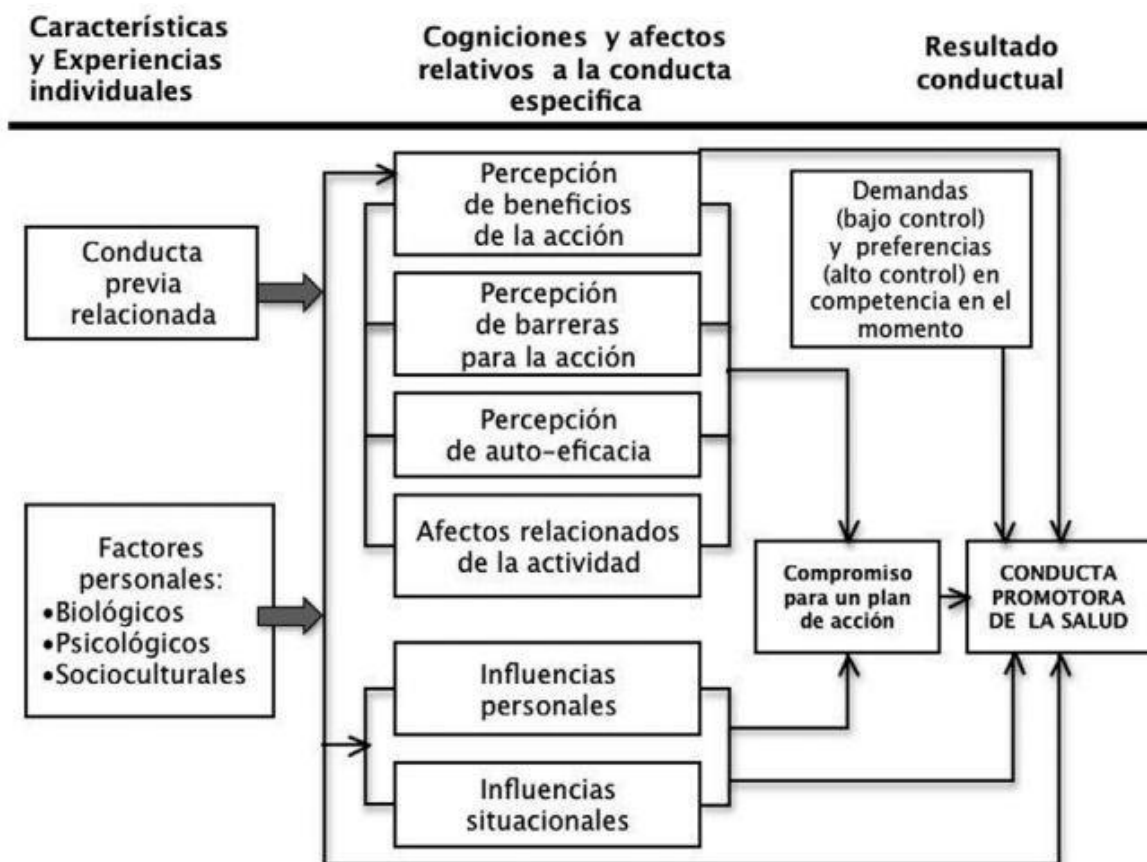 Características
y Experiencias
individuales
Cogniciones y afectos
relativos a la conducta
especifica
Resultado
conductual
Conducta
previa
relacionada
Factores
personales:
•Biológicos
•Psicológicos
•Socioculturales
Percepción
de beneficios
de la acción
Percepción
de barreras
para la acción
Percepción
de auto-eficacia
Afectos relacionados
de la actividad
Influencias
personales
Influencias
situacionales
Demandas
(bajo control)
y preferencias
(alto control) en
competencia en el
momento
Compromiso
para un plan
de acción
CONDUCTA
PROMOTORA
DE LA SALUD